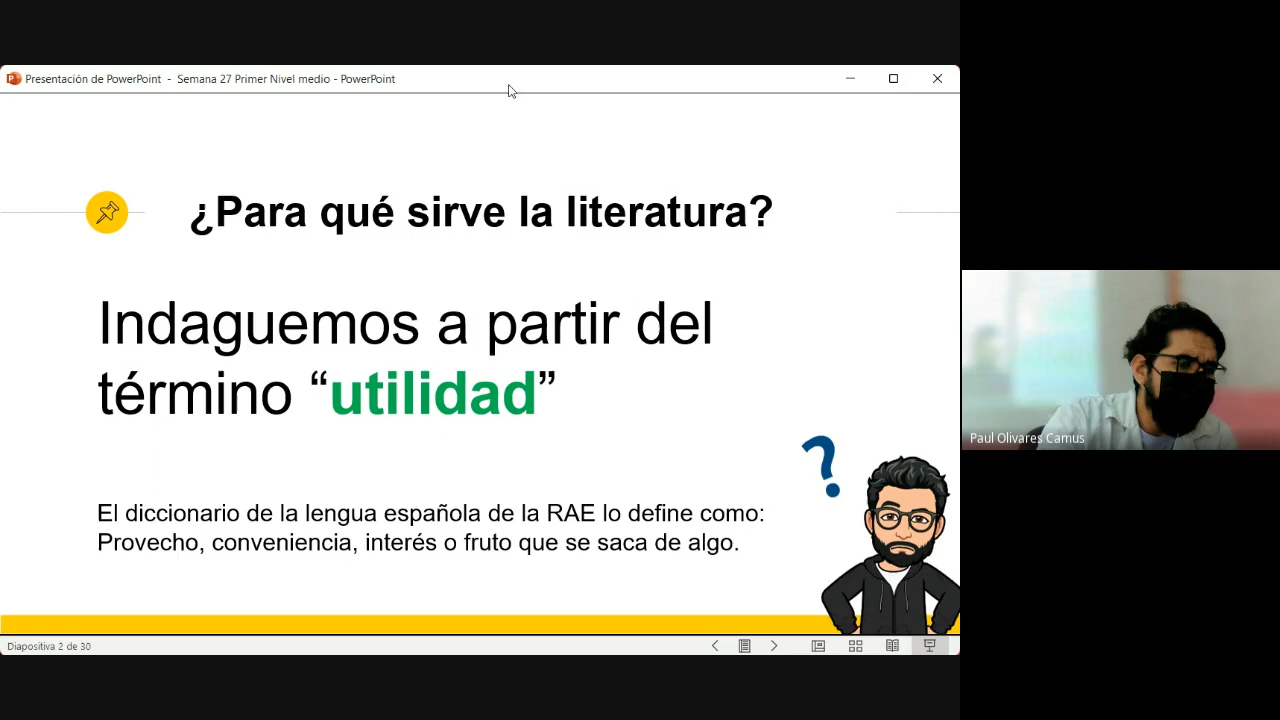 Presentación de PowerPoint - Semana 27 Primer Nivel medio - PowerPoint
¿Para qué sirve la literatura?
Indaguemos a partir del
término “utilidad”
?
El diccionario de la lengua española de la RAE lo define como:
Provecho, conveniencia, interés o fruto que se saca de algo.
Diapositiva 2 de 30
Paul Olivares Camus